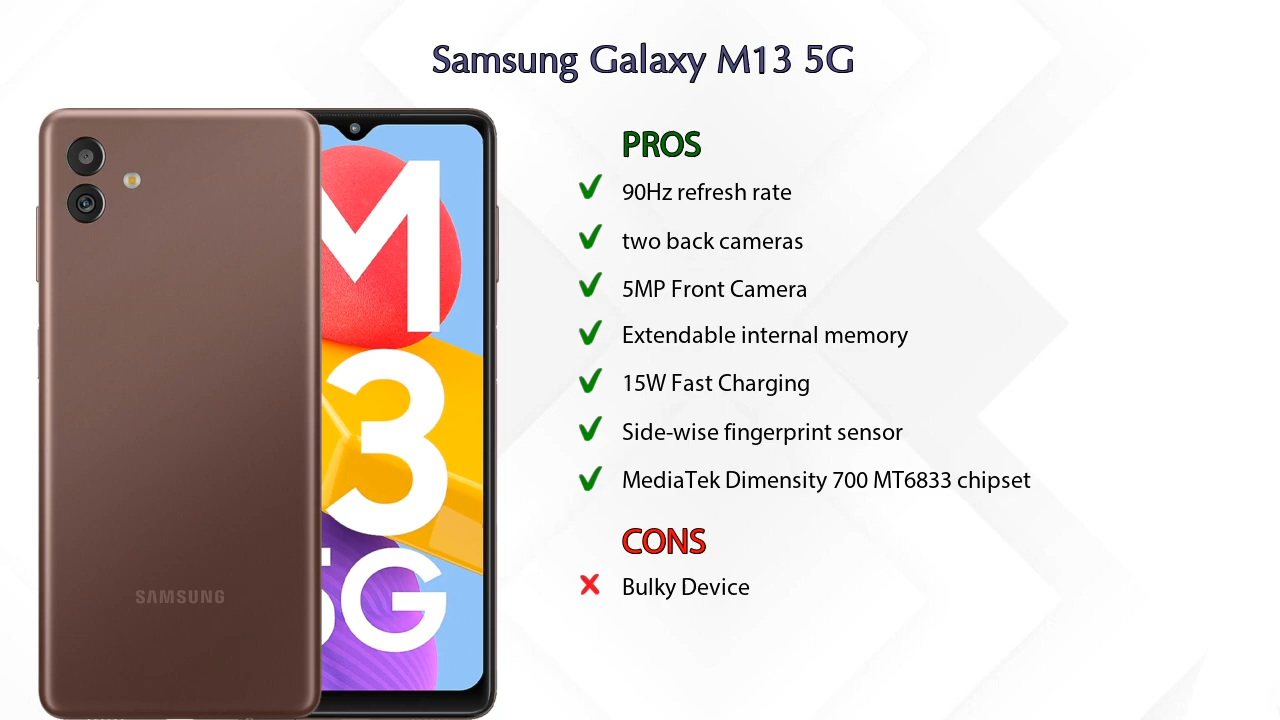 Samsung Galaxy M13 5G
PROS
90Hz refresh rate
two back cameras
5MP Front Camera
Extendable internal memory
15W Fast Charging
Side-wise fingerprint sensor
MediaTek Dimensity 700 MT6833 chipset
CONS
Bulky Device
SAMSUNG
M
3
5G